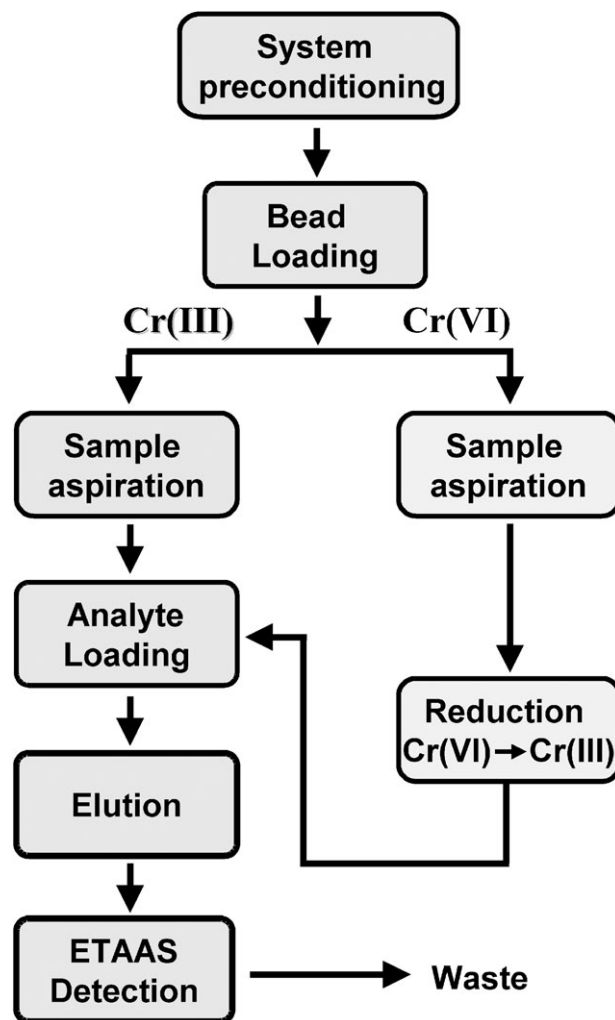 System
preconditioning
Bead
Loading
Cr(III)
Cr(VI)
Sample
aspiration
Sample
aspiration
Analyte
Loading
Reduction
Cr(VI)→Cr(III)
Elution
ETAAS
Detection
Waste